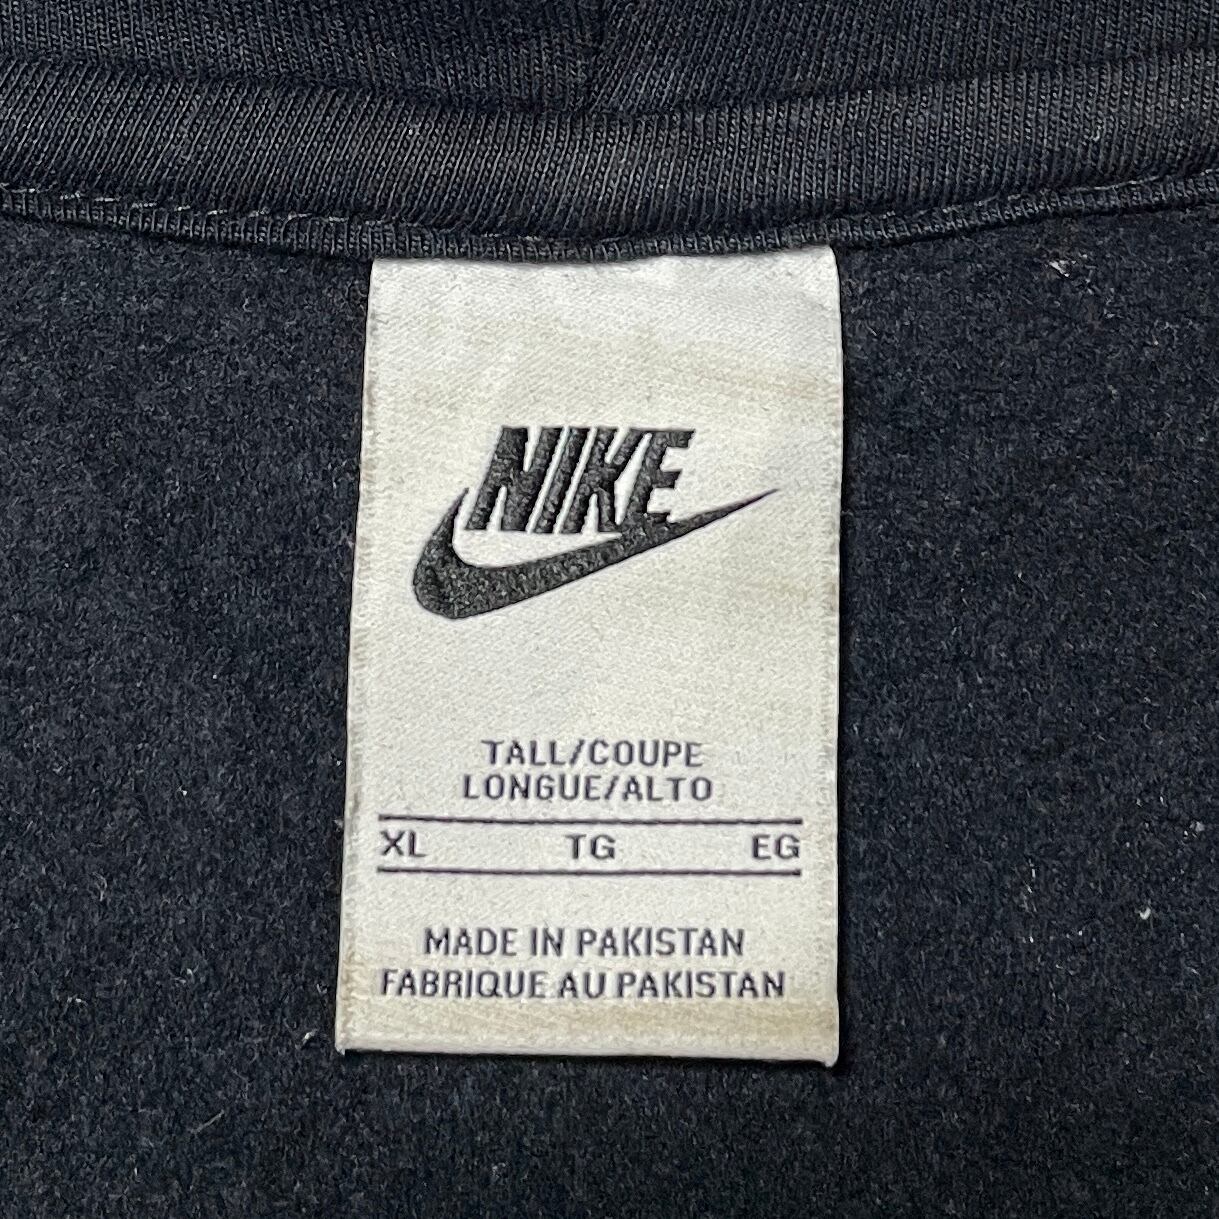 NIKE
TALL/COUPE
LONGUE/ALTO
XL TG EG
MADE IN PAKISTAN
FABRIQUE AU PAKISTAN